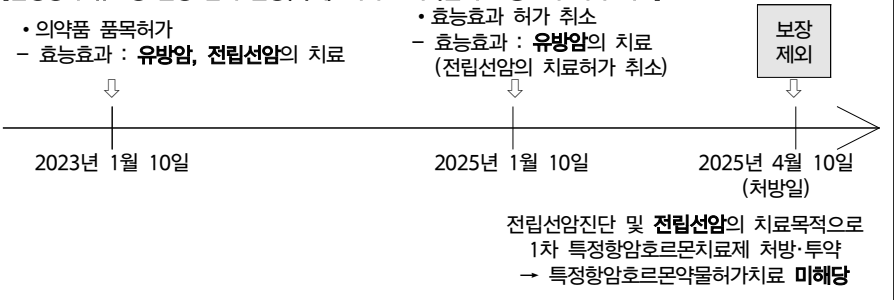 • 의약품 품목허가
- 효능효과 : 유방암, 전립선암의 치료
• 효능효과 허가 취소
- 효능효과 : 유방암의 치료
(전립선암의 치료허가 취소)
보장
제외
2023년 1월 10일
2025년 1월 10일
2025년 4월 10일
(처방일)
전립선암진단 및 전립선암의 치료목적으로
1차 특정항암호르몬치료제 처방·투약
→ 특정항암호르몬약물허가치료 미해당